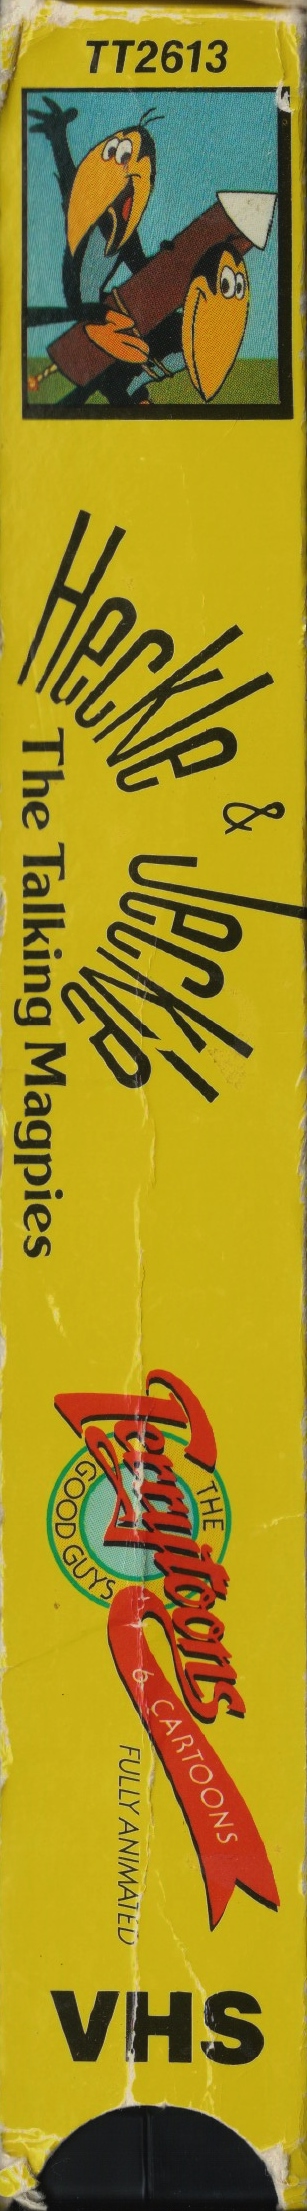 TT2613
Heckle & Jeckle
The Talking Magpies
THE
Terrytoons
GOOD GUYS
6 CARTOONS
FULLY ANIMATED
VHS